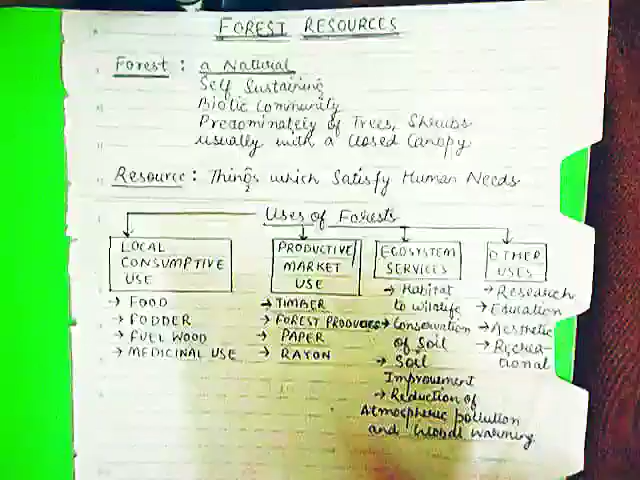 FOREST RESOURCES
Forest : a Natural
Self Sustaining
Biotic Community
Predominately of Trees, Shrubs
usually with a closed Canopy
Resource : Things which Satisfy Human Needs
Uses of Forests
LOCAL
CONSUMPTIVE
USE
→ FOOD
→ FODDER
→ FUEL WOOD
→ MEDICINAL USE
PRODUCTIVE/
MARKET
USE
→ TIMBER
→ FOREST PRODUCE
→ PAPER
→ RAYON
ECOSYSTEM
SERVICES
→ Habitat
to wildlife
→ Conservation
of Soil
→ Soil
Improvement
→ Reduction of
Atmospheric pollution
and Global Warming
OTHER
USES
→ Research
→ Education
→ Aesthetic
→ Recrea-
tional